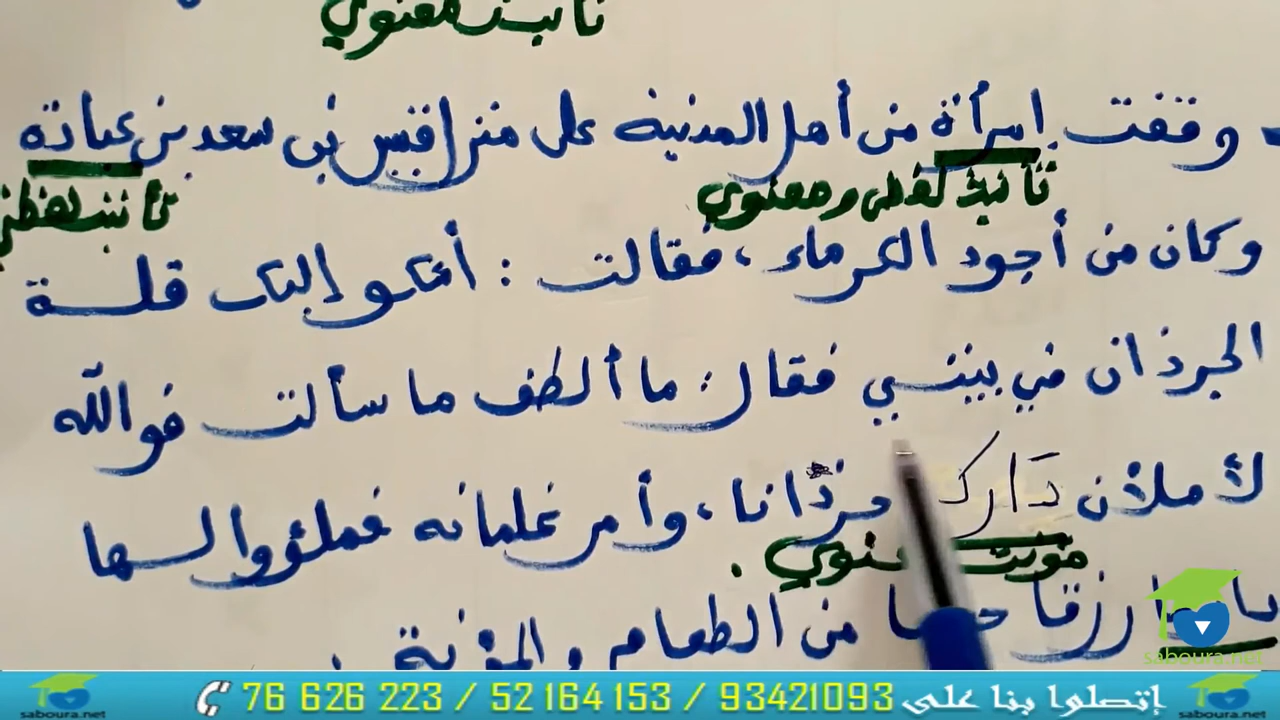 تأنيث معنوي
وقفت إمرأة من أهل المدينة على منزل قيس بن سعد بن عبادة
تأنيث لفظي ومعنوي
تأنيث لفظي
وكان من أجود الكرماء، فقالت: أشكو إليك قلة
الجرذان في بيتي فقال: ما ألطف ما سألت فوالله
لأملأن دارك جرذانا، وأمر غلمانه فملؤوا لها
مؤنث معنوي.
رزقا من الطعام والمؤنة.
saboura.net
إتصلوا بنا على 93421093 / 52 164 153 / 76 626 223
saboura.net
saboura.net